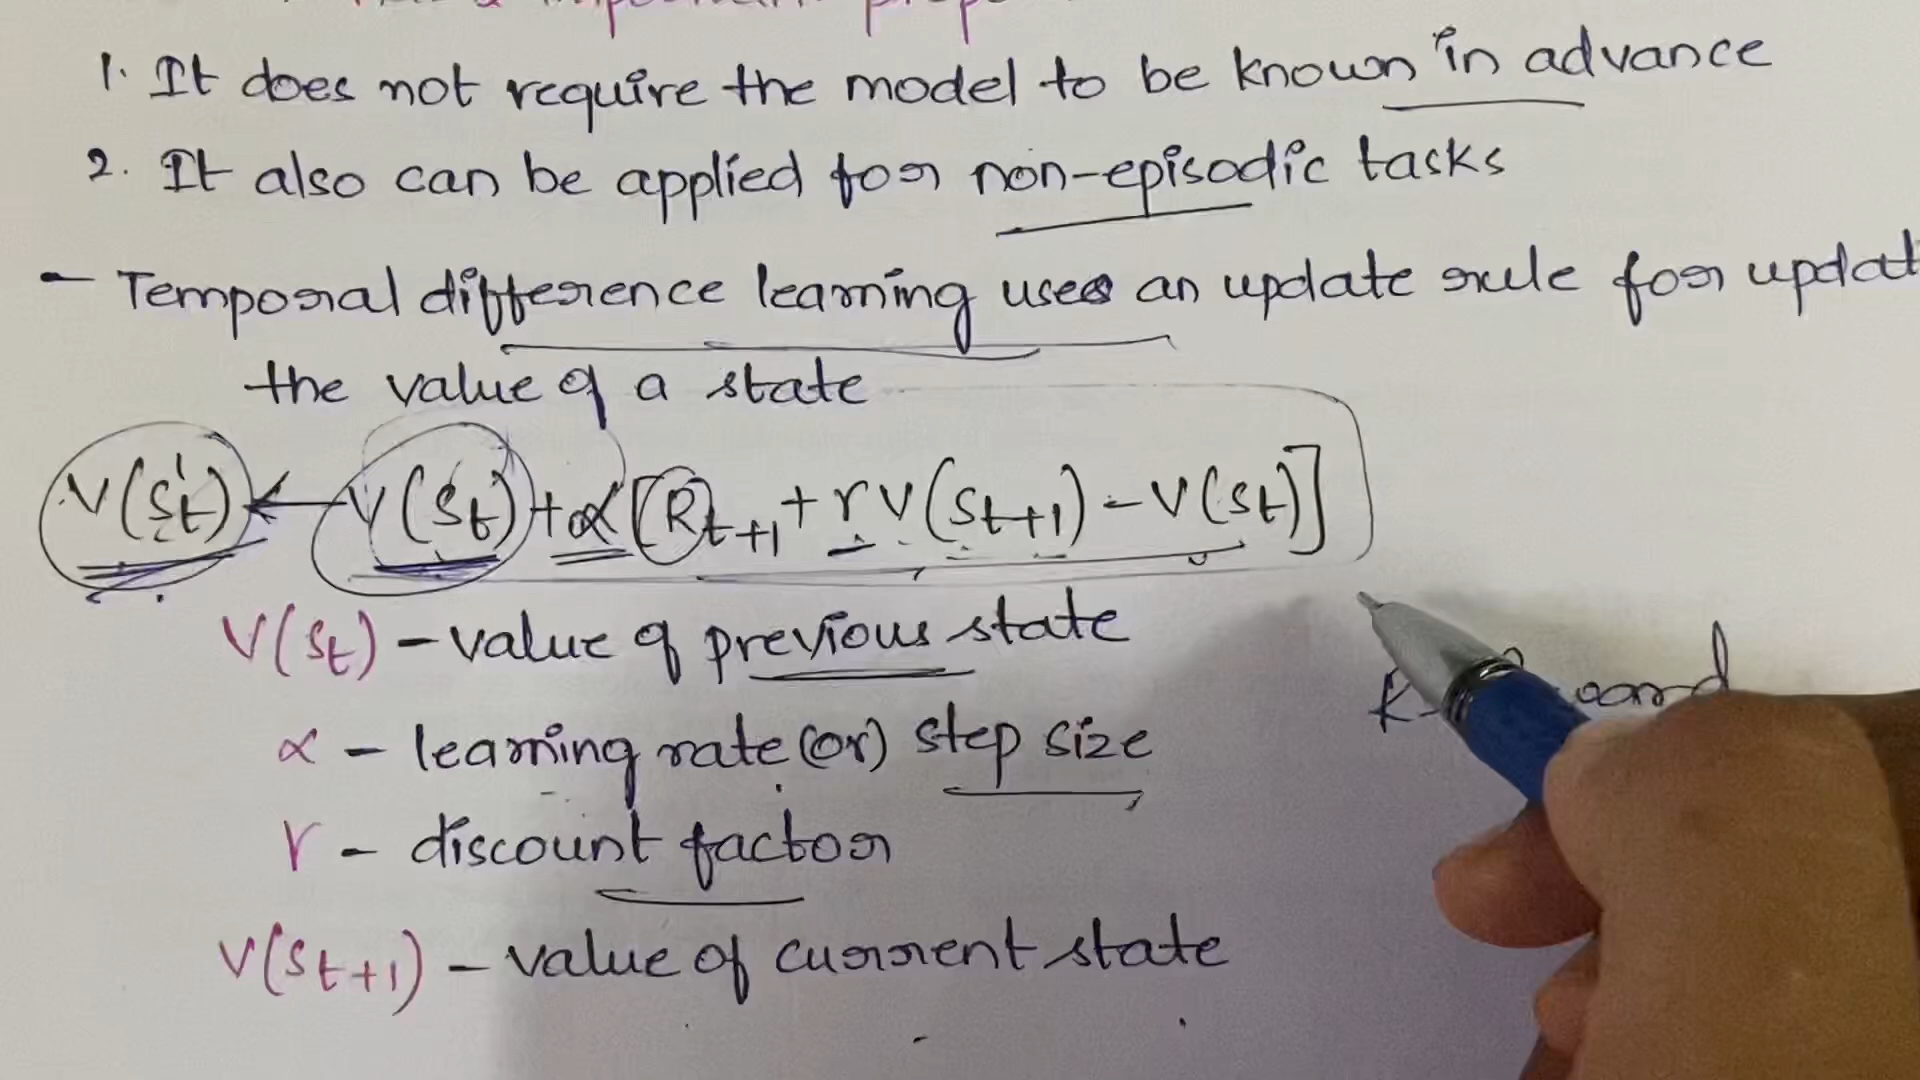 important
1. It does not require the model to be known in advance
2. It also can be applied for non-episodic tasks
- Temporal difference learning uses an update rule for updat
the value of a state
V(St) ← V(St) + α [Rt+1 + r V(St+1) - V(St)]
V(St) - value of previous state
α - learning rate (or) step size
r - discount factor
V(St+1) - value of current state